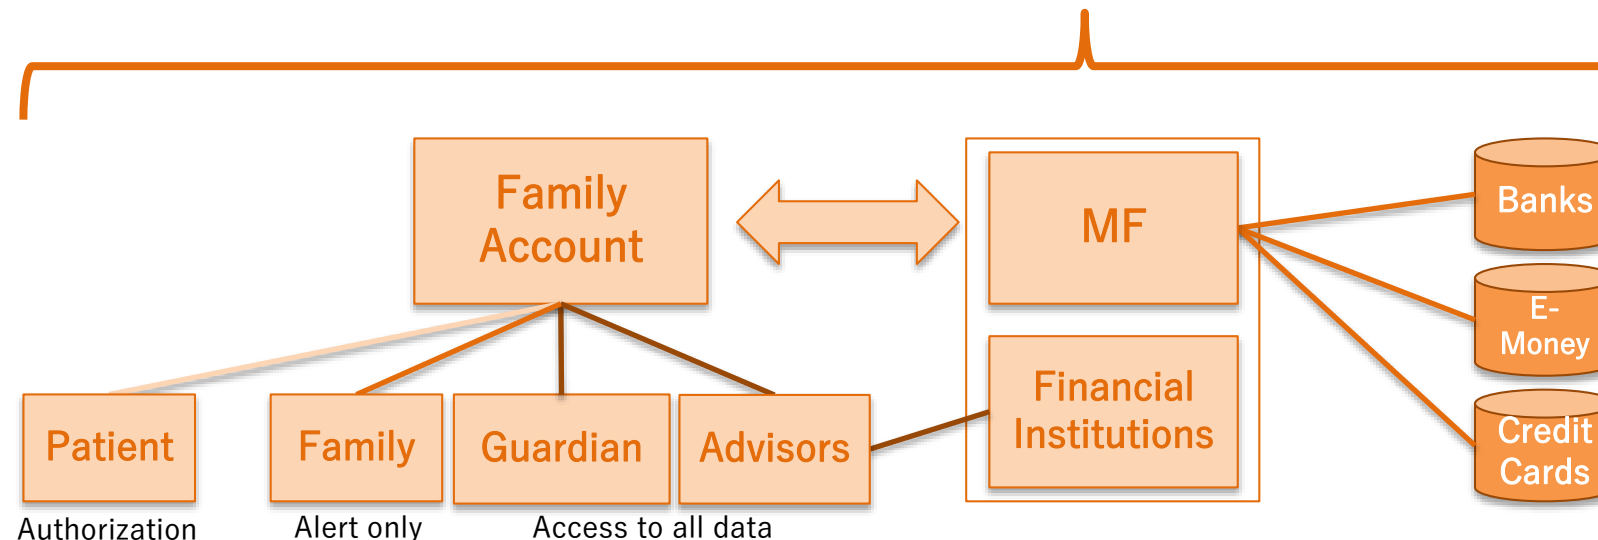 Family
Account
MF
Banks
E-
Money
Financial
Institutions
Credit
Cards
Patient
Family
Guardian
Advisors
Authorization
Alert only
Access to all data